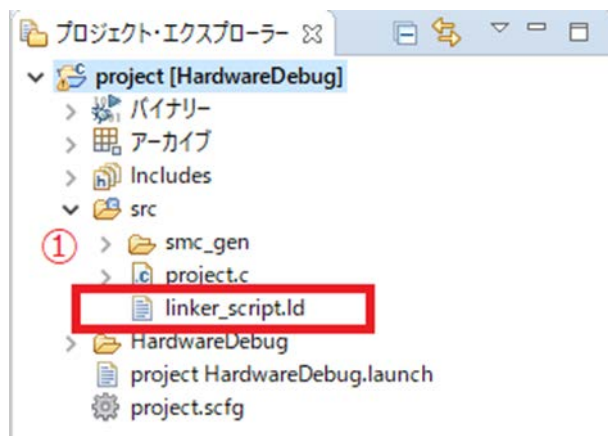 プロジェクト・エクスプローラー
project [HardwareDebug]
バイナリー
アーカイブ
Includes
src
① smc_gen
project.c
linker_script.ld
HardwareDebug
project HardwareDebug.launch
project.scfg